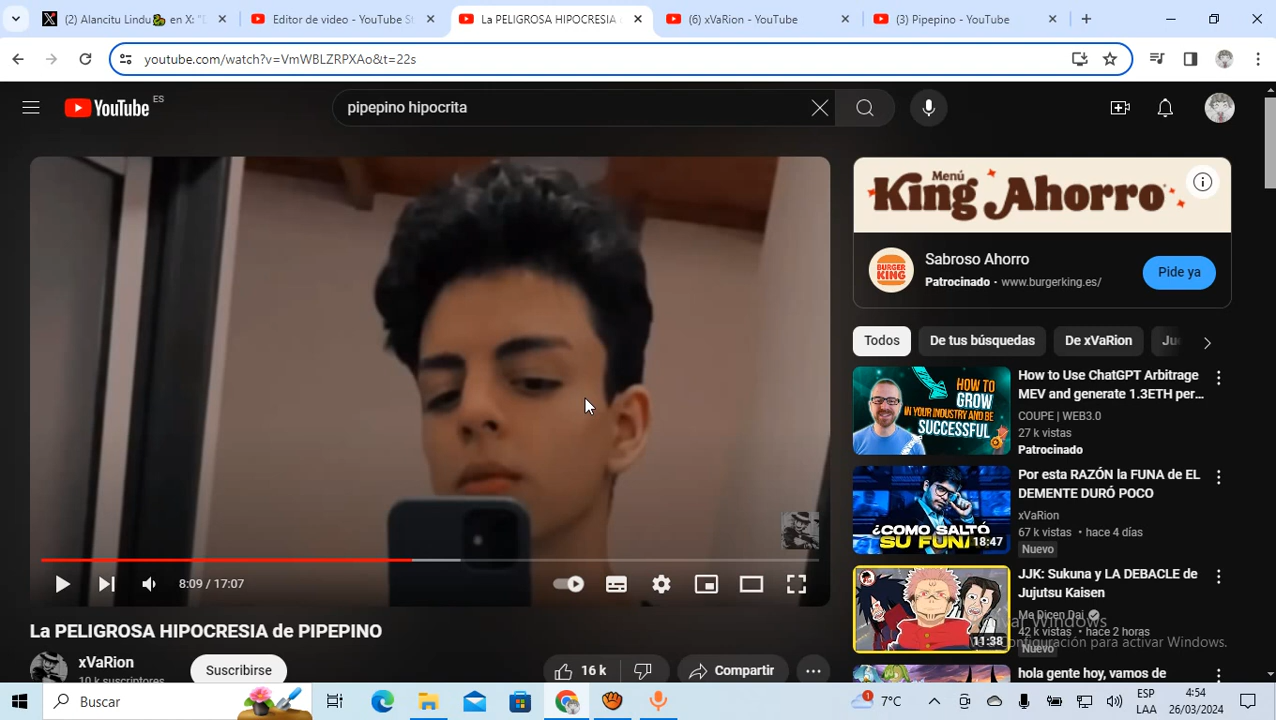 (2) Alancitu Lindu🐍 en X: "L
Editor de video - YouTube St
La PELIGROSA HIPOCRESIA d
(6) xVaRion - YouTube
(3) Pipepino - YouTube
youtube.com/watch?v=VmWBLZRPXAo&t=22s
YouTube ES
pipepino hipocrita
Menú
King Ahorro
Sabroso Ahorro
Patrocinado · www.burgerking.es/
BURGER KING
Pide ya
Todos
De tus búsquedas
De xVaRion
Ju
HOW TO GROW
IN YOUR INDUSTRY AND BE
SUCCESSFUL
How to Use ChatGPT Arbitrage
MEV and generate 1.3ETH per...
COUPE | WEB3.0
27 k vistas
Patrocinado
¿COMO SALTÓ
SU FUNA
18:47
Por esta RAZÓN la FUNA de EL
DEMENTE DURÓ POCO
xVaRion
67 k vistas • hace 4 días
Nuevo
11:38
JJK: Sukuna y LA DEBACLE de
Jujutsu Kaisen
Me Dicen Dai
42 k vistas • hace 2 horas
Nuevo
hola gente hoy, vamos de
Windows
Configuración para activar Windows.
8:09 / 17:07
La PELIGROSA HIPOCRESIA de PIPEPINO
xVaRion
10 k suscriptores
Suscribirse
16 k
Compartir
Buscar
1
7°C
ESP
LAA
4:54
26/03/2024